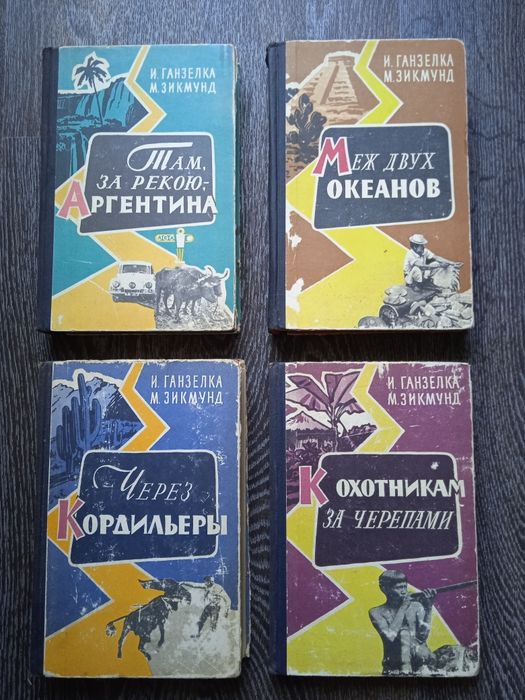 И. ГАНЗЕЛКА
М. ЗИКМУНД
ТАМ,
ЗА РЕКОЮ-
АРГЕНТИНА
И. ГАНЗЕЛКА
М. ЗИКМУНД
МЕЖ ДВУХ
ОКЕАНОВ
И. ГАНЗЕЛКА
М. ЗИКМУНД
ЧЕРЕЗ
КОРДИЛЬЕРЫ
И. ГАНЗЕЛКА
М. ЗИКМУНД
К ОХОТНИКАМ
ЗА ЧЕРЕПАМИ